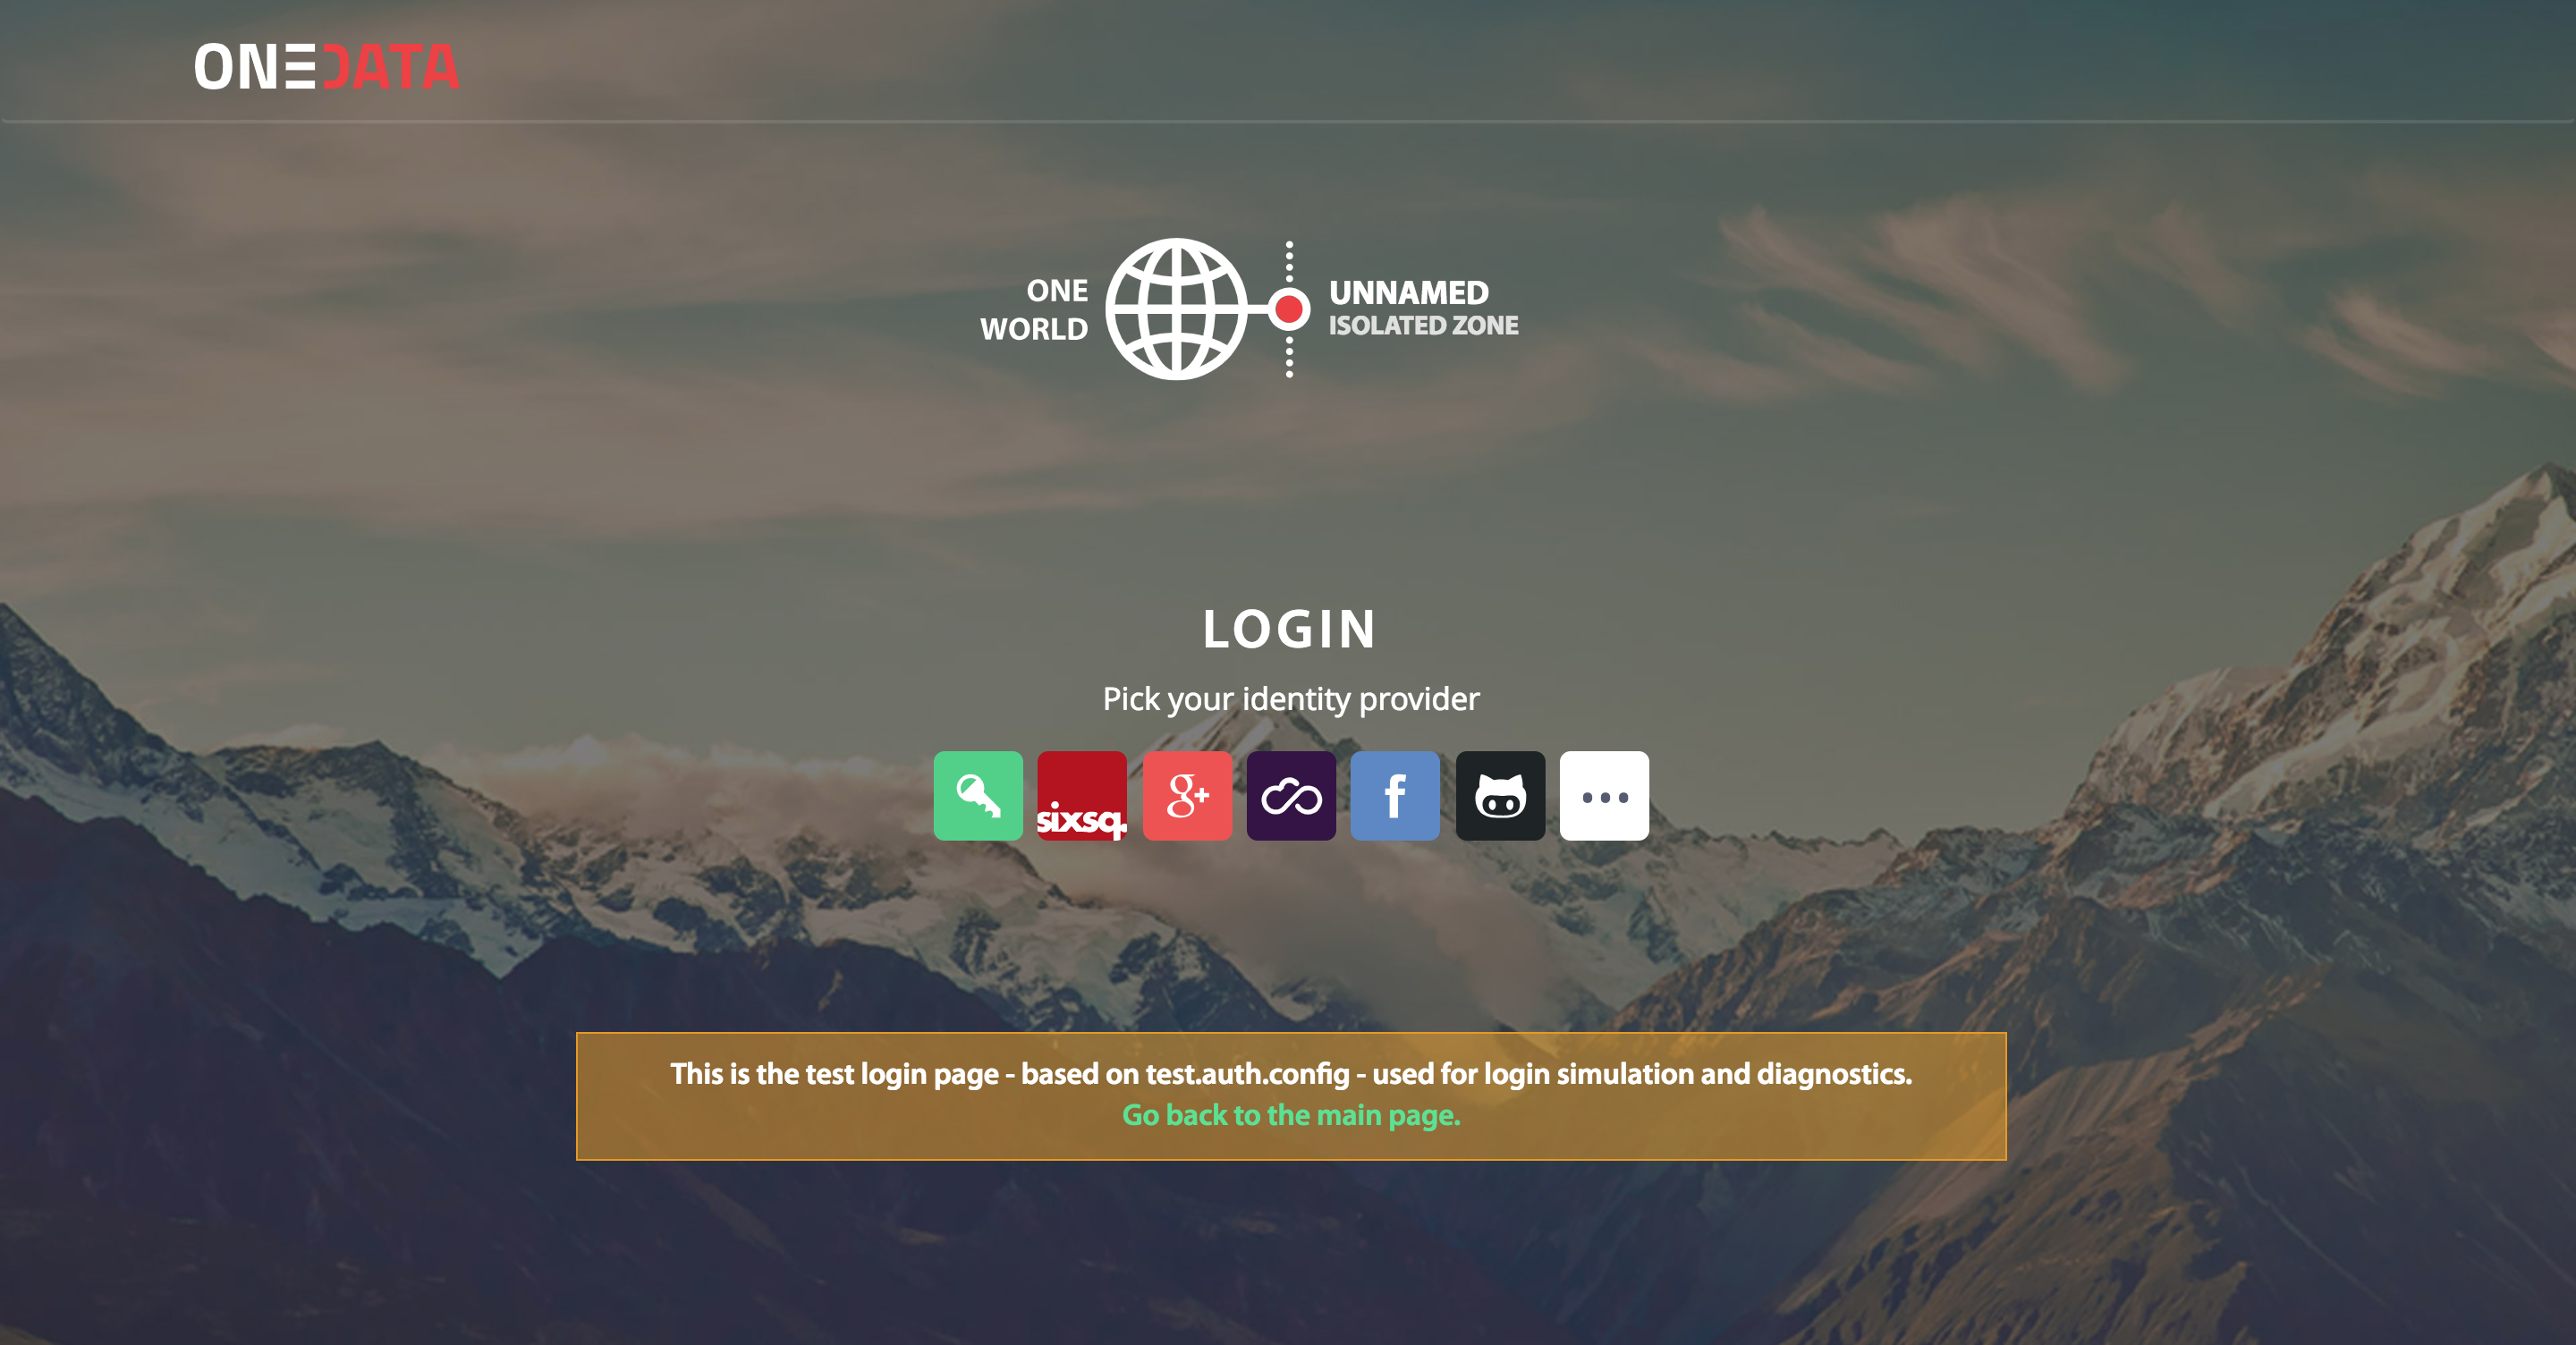 ONEDATA
ONE
WORLD
UNNAMED
ISOLATED ZONE
LOGIN
Pick your identity provider
sixsq.
g+
f
This is the test login page - based on test.auth.config - used for login simulation and diagnostics.
Go back to the main page.